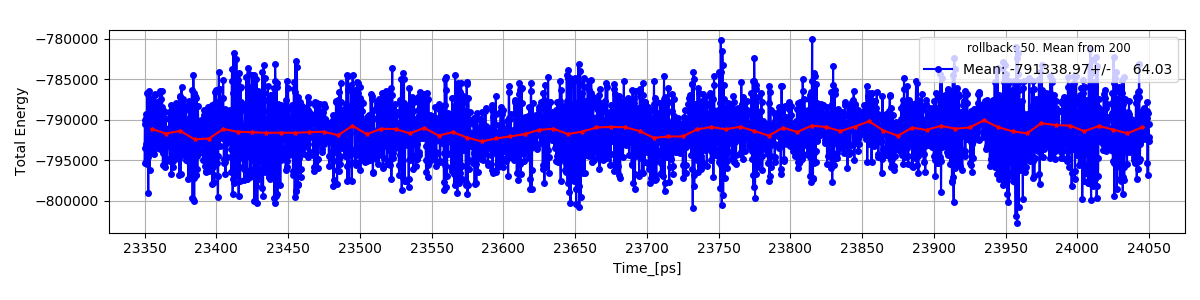 −780000
−785000
−790000
−795000
−800000
Total Energy
rollback: 50. Mean from 200
Mean: -791338.97+/- 64.03
23350 23400 23450 23500 23550 23600 23650 23700 23750 23800 23850 23900 23950 24000 24050
Time_[ps]